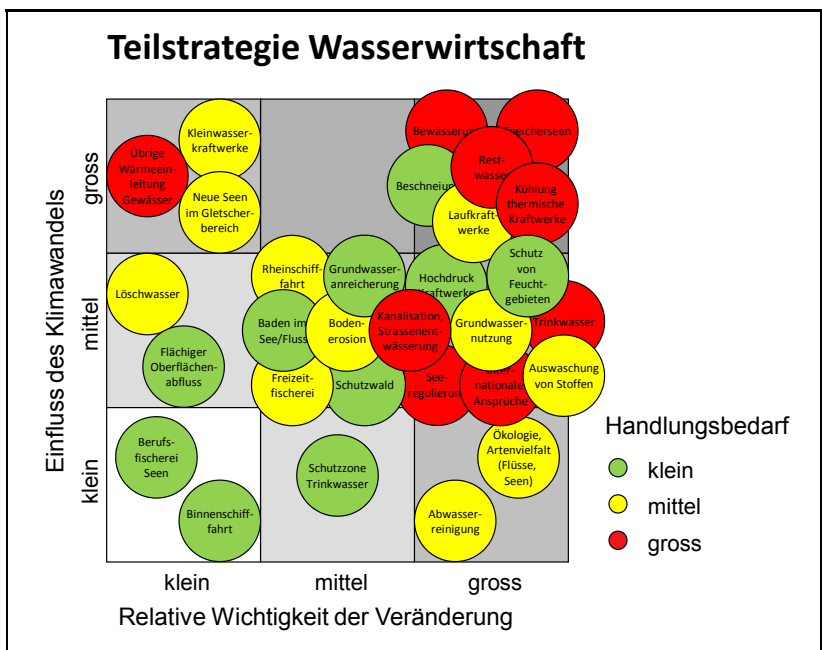 Teilstrategie Wasserwirtschaft
Einfluss des Klimawandels
gross
mittel
klein
Übrige
Wärmeein-
leitung
Gewässer
Kleinwasser-
kraftwerke
Neue Seen
im Gletscher-
bereich
Bewässerun
Speicherseen
Rest-
wasser
Beschneiung
Kühlung
thermische
Kraftwerke
Laufkraft-
werke
Löschwasser
Flächiger
Oberflächen-
abfluss
Rheinschiff-
fahrt
Grundwasser-
anreicherung
Hochdruck
Kraftwerke
Schutz
von
Feucht-
gebieten
Baden im
See/Fluss
Boden-
erosion
Kanalisation,
Strassenent-
wässerung
Grundwasser-
nutzung
Trinkwasser
Freizeit-
fischerei
Schutzwald
See-
regulierung
Inter-
nationale
Ansprüche
Auswaschung
von Stoffen
Berufs-
fischerei
Seen
Binnenschiff-
fahrt
Schutzzone
Trinkwasser
Ökologie,
Artenvielfalt
(Flüsse,
Seen)
Abwasser-
reinigung
Handlungsbedarf
klein
mittel
gross
klein
mittel
gross
Relative Wichtigkeit der Veränderung